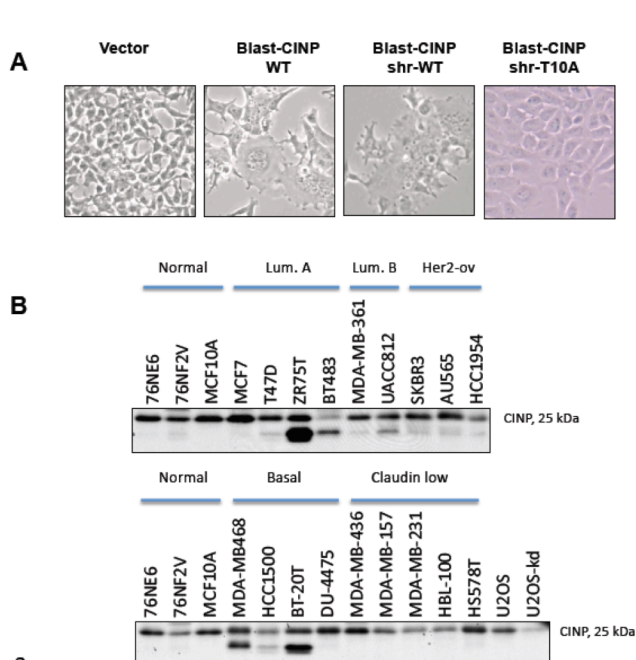 A
Vector
Blast-CINP WT
Blast-CINP shr-WT
Blast-CINP shr-T10A
B
Normal Lum. A Lum. B Her2-ov
76NE6 76NF2V MCF10A MCF7 T47D ZR75T BT483 MDA-MB-361 UACC812 SKBR3 AU565 HCC1954
CINP, 25 kDa
Normal Basal Claudin low
76NE6 76NF2V MCF10A MDA-MB468 HCC1500 BT-20T DU-4475 MDA-MB-436 MDA-MB-157 MDA-MB-231 HBL-100 HS578T U2OS U2OS-kd
CINP, 25 kDa